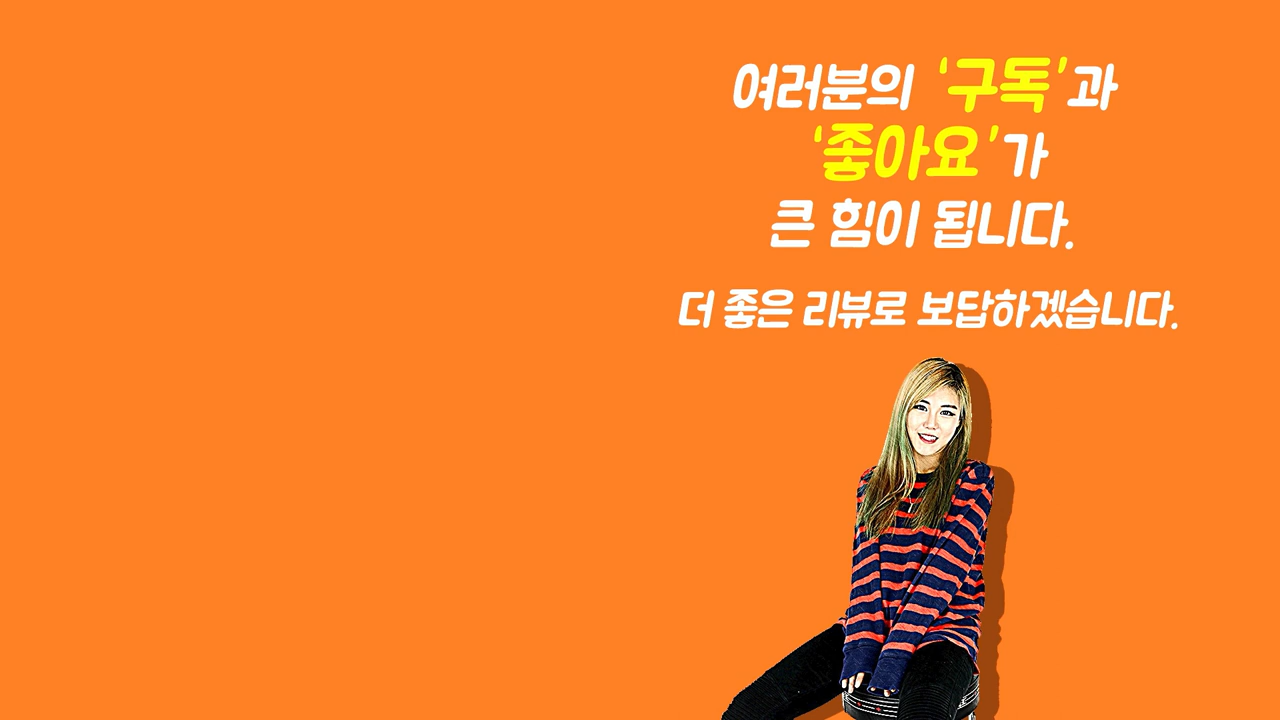 여러분의 '구독'과
'좋아요'가
큰 힘이 됩니다.
더 좋은 리뷰로 보답하겠습니다.